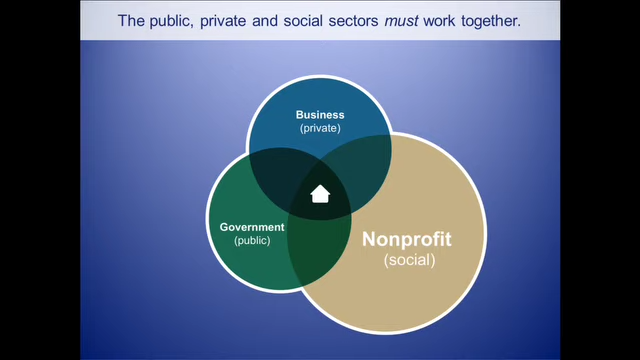 The public, private and social sectors must work together.
Business
(private)
Government
(public)
Nonprofit
(social)